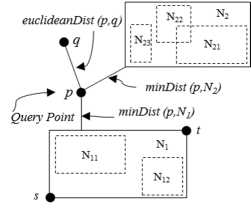 euclideanDist (p,q)
N22
N2
q
N23
N21
p
minDist (p,N2)
Query Point
minDist (p,N1)
t
N11
N1
N12
s